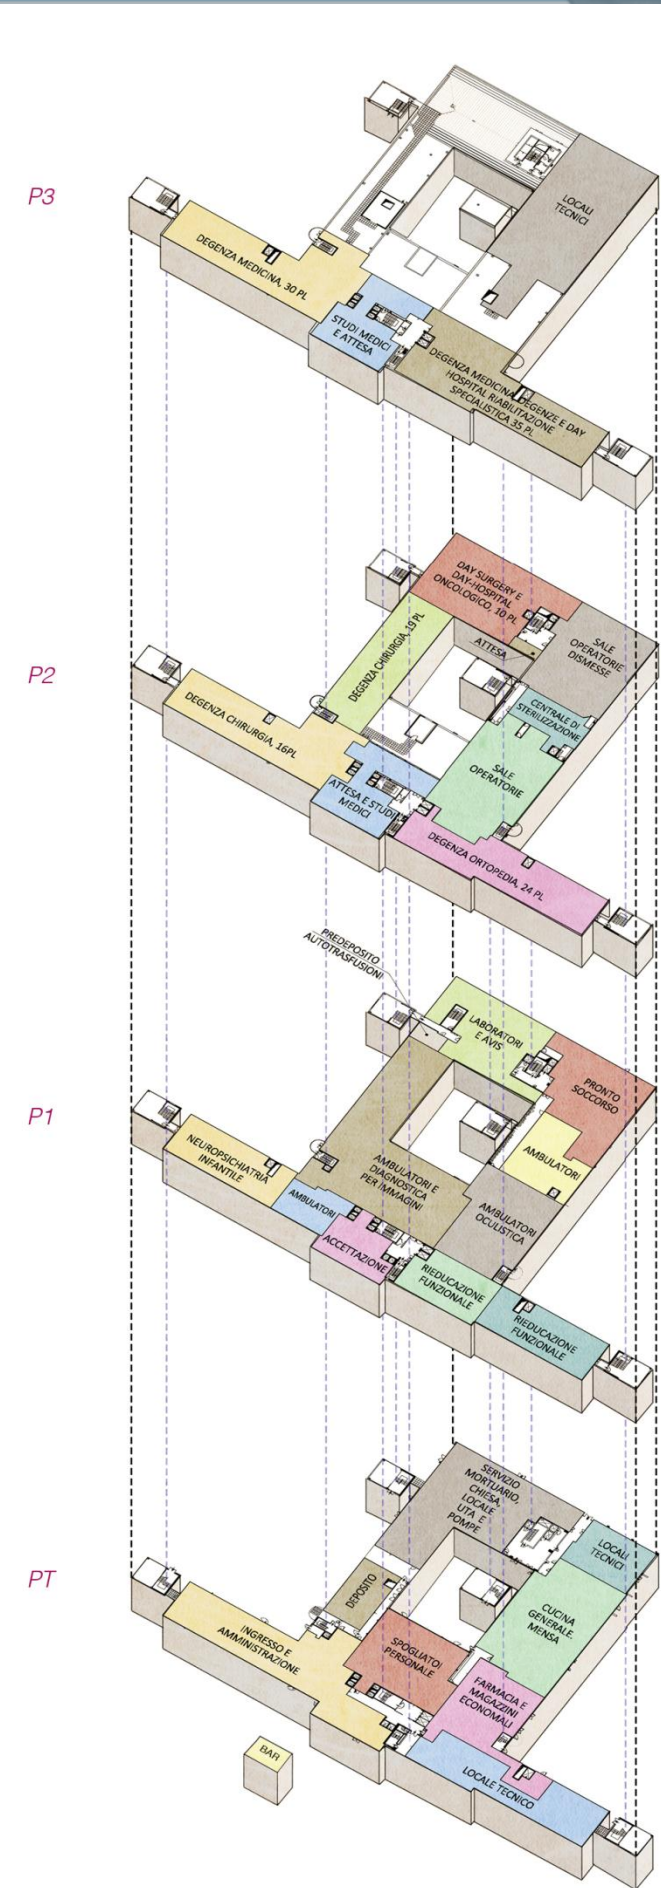 P3
LOCALI
TECNICI
DEGENZA MEDICINA, 30 PL
STUDI MEDICI
E ATTESA
DEGENZA MEDICINA, DEGENZE E DAY
HOSPITAL RIABILITAZIONE
SPECIALISTICA 35 PL
P2
DAY SURGERY E
DAY-HOSPITAL
ONCOLOGICO, 10 PL
SALE
OPERATORIE
DISMESSE
ATTESA
DEGENZA CHIRURGIA, 19 PL
DEGENZA CHIRURGIA, 16PL
CENTRALE DI
STERILIZZAZIONE
SALE
OPERATORIE
ATTESA E STUDI
MEDICI
DEGENZA ORTOPEDIA, 24 PL
P1
PREDEPOSITO
AUTOTRASFUSIONI
LABORATORI
E AVIS
PRONTO
SOCCORSO
AMBULATORI
NEUROPSICHIATRIA
INFANTILE
AMBULATORI
AMBULATORI E
DIAGNOSTICA
PER IMMAGINI
AMBULATORI
OCULISTICA
ACCETTAZIONE
RIEDUCAZIONE
FUNZIONALE
RIEDUCAZIONE
FUNZIONALE
PT
SERVIZIO
MORTUARIO,
CHIESA,
LOCALE
UTA E
POMPE
LOCALI
TECNICI
DEPOSITO
CUCINA
GENERALE.
MENSA
INGRESSO E
AMMINISTRAZIONE
SPOGLIATOI
PERSONALE
FARMACIA E
MAGAZZINI
ECONOMALI
LOCALE TECNICO
BAR